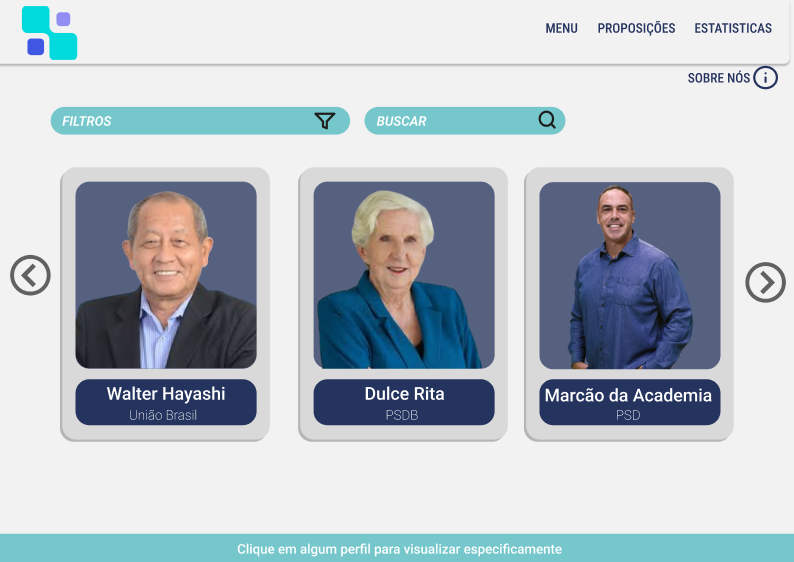 MENU PROPOSIÇÕES ESTATISTICAS
SOBRE NÓS
FILTROS
BUSCAR
Walter Hayashi
União Brasil
Dulce Rita
PSDB
Marcão da Academia
PSD
Clique em algum perfil para visualizar especificamente